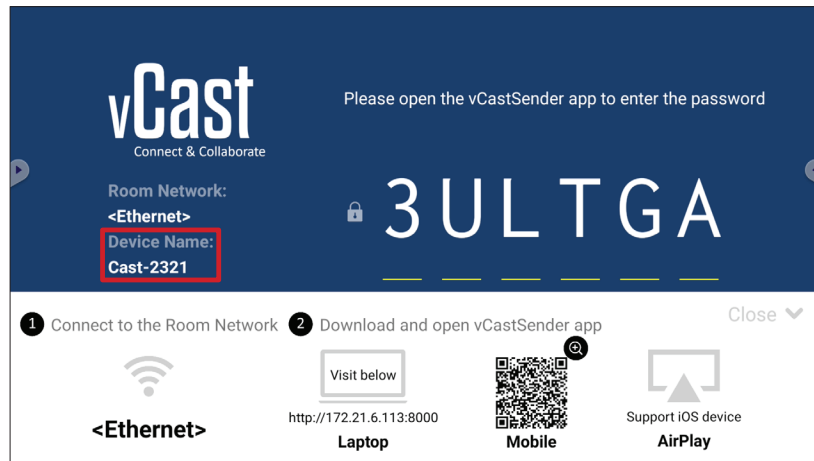 vCast
Connect & Collaborate
Please open the vCastSender app to enter the password
Room Network:
<Ethernet>
Device Name:
Cast-2321
3ULTGA
1 Connect to the Room Network
2 Download and open vCastSender app
Close
<Ethernet>
Visit below
http://172.21.6.113:8000
Laptop
Mobile
Support iOS device
AirPlay